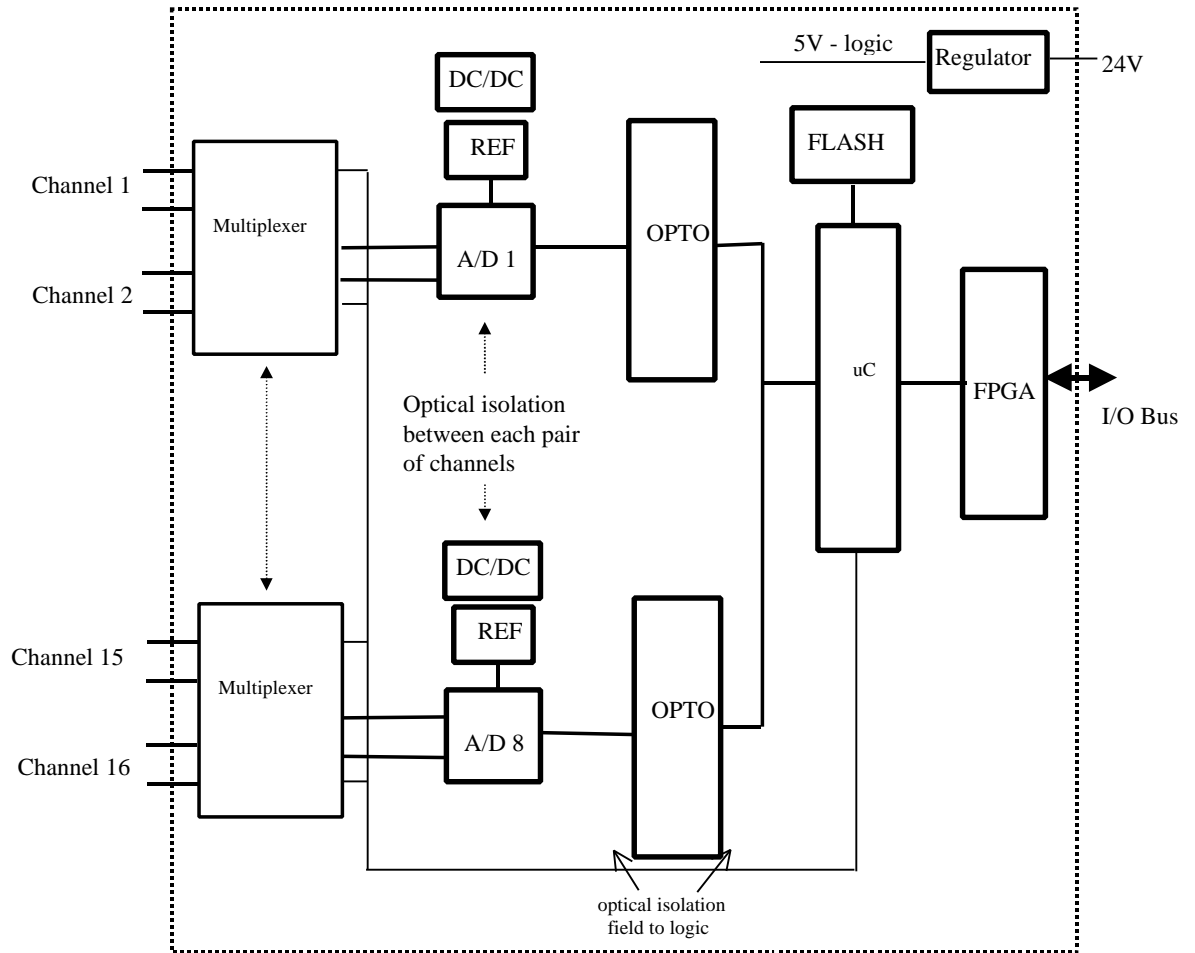 5V - logic
Regulator
24V
DC/DC
REF
FLASH
Channel 1
Multiplexer
OPTO
A/D 1
Channel 2
uC
FPGA
I/O Bus
Optical isolation
between each pair
of channels
DC/DC
REF
Channel 15
Multiplexer
OPTO
A/D 8
Channel 16
optical isolation
field to logic